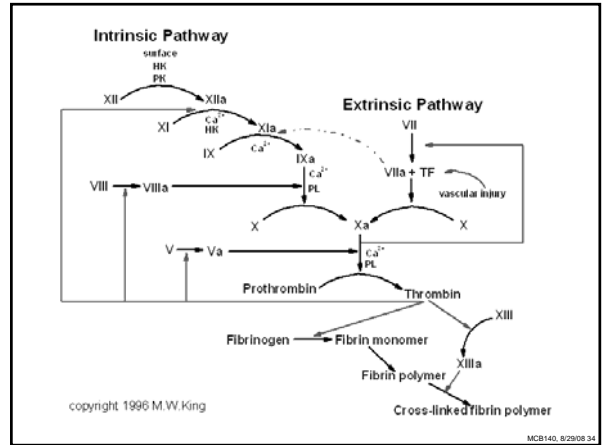 Intrinsic Pathway
surface
HK
PK
XII XIIa
Extrinsic Pathway
XI Ca²⁺ XIa VII
HK
IX Ca²⁺
IXa
Ca²⁺ VIIa + TF
VIII VIIIa PL vascular injury
X Xa X
V Va Ca²⁺
PL
Prothrombin Thrombin
XIII
Fibrinogen Fibrin monomer
XIIIa
Fibrin polymer
copyright 1996 M.W.King Cross-linked fibrin polymer
MCB140, 8/29/08 34